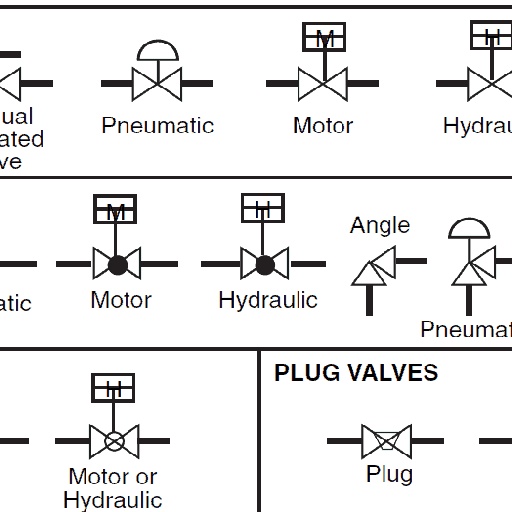 M
H
ual
ated
ve
Pneumatic
Motor
Hydrau
M
H
Angle
atic
Motor
Hydraulic
Pneumat
H
PLUG VALVES
Motor or
Hydraulic
Plug